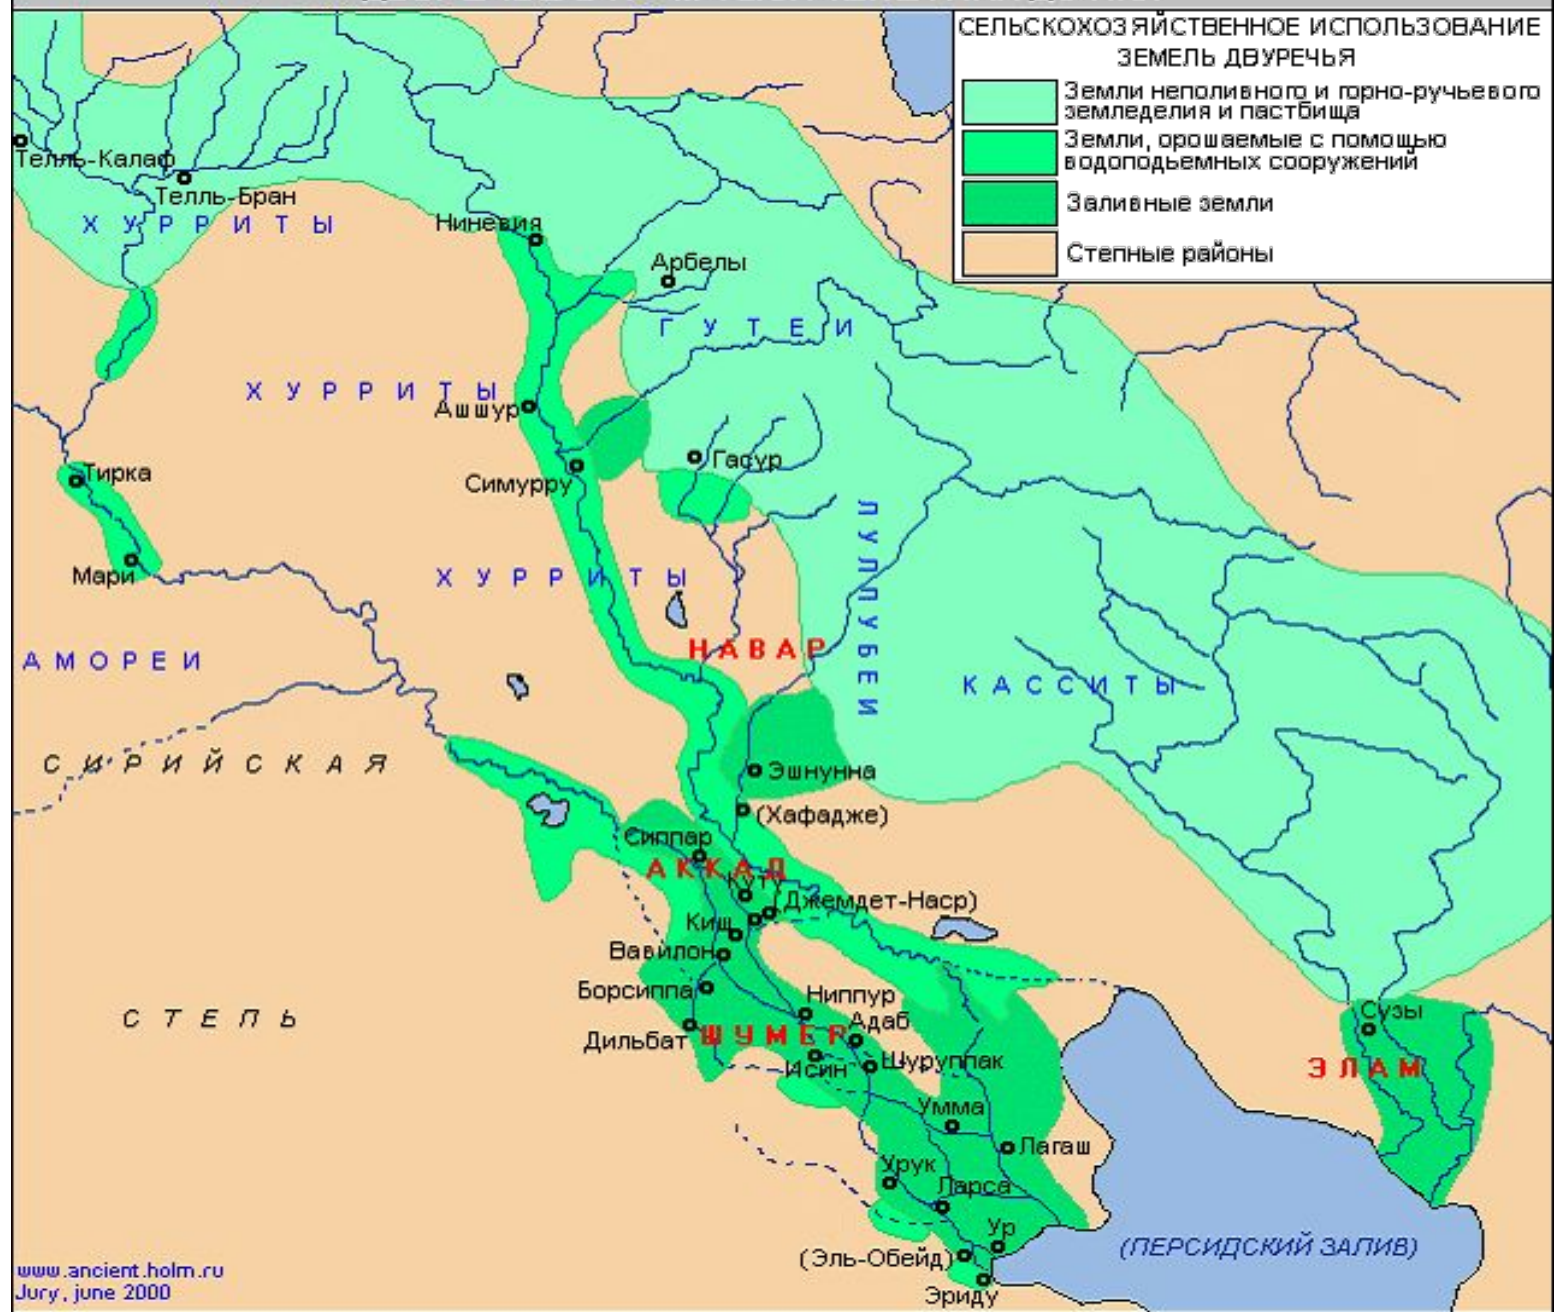 СЕЛЬСКОХОЗЯЙСТВЕННОЕ ИСПОЛЬЗОВАНИЕ
ЗЕМЕЛЬ ДВУРЕЧЬЯ
Земли неполивного и горно-ручьевого
земледелия и пастбища
Земли, орошаемые с помощью
водоподьемных сооружений
Заливные земли
Степные районы
Телль-Калаф
Телль-Бран
ХУРРИТЫ
Ниневия
Арбелы
ГУТЕИ
ХУРРИТЫ
Ашшур
Гасур
Тирка
Симурру
ЛУЛЛУБЕИ
Мари
ХУРРИТЫ
НАВАР
АМОРЕИ
КАССИТЫ
СИРИЙСКАЯ
Эшнунна
(Хафадже)
Сиппар
АККАД
Куту
(Джемдет-Наср)
Киш
Вавилон
Борсиппа
Ниппур
СТЕПЬ
Адаб
Сузы
Дильбат
ШУМЕР
Исин
Шуруппак
ЭЛАМ
Умма
Лагаш
Урук
Ларса
Ур
(ПЕРСИДСКИЙ ЗАЛИВ)
(Эль-Обейд)
Эриду
www.ancient.holm.ru
Jury, june 2000